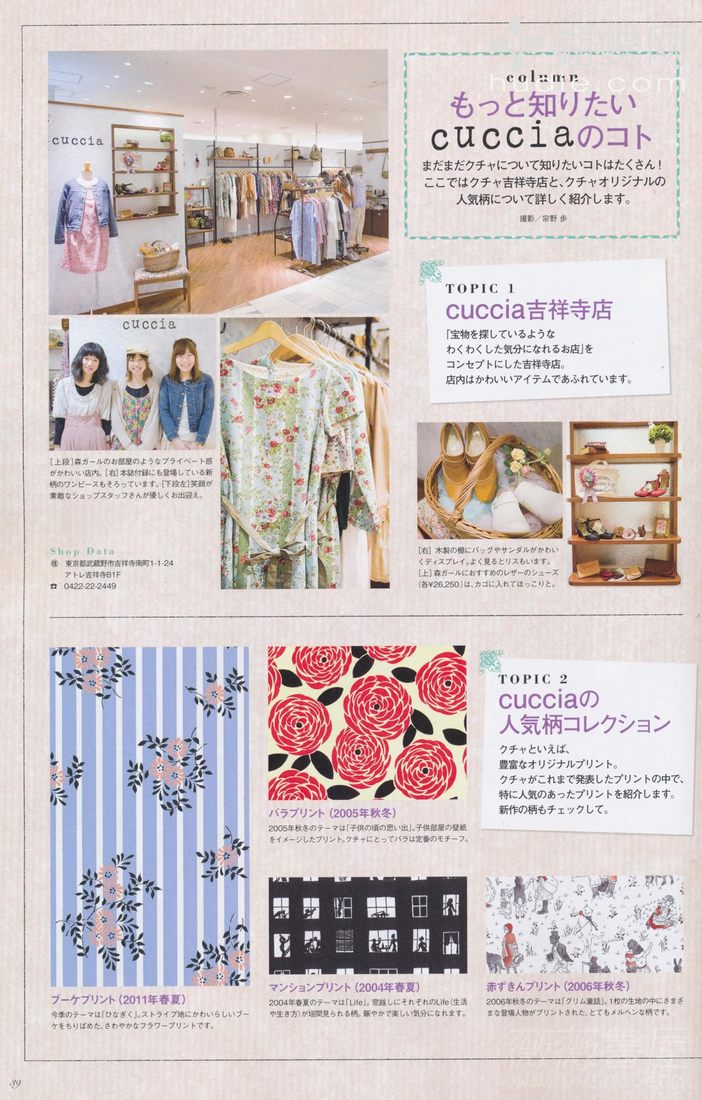 column
もっと知りたい
cucciaのコト
まだまだクチャについて知りたいコトはたくさん！
ここではクチャ吉祥寺店と、クチャオリジナルの
人気柄について詳しく紹介します。
撮影／宗野 歩
cuccia
TOPIC 1
cuccia吉祥寺店
「宝物を探しているような
わくわくした気分になれるお店」を
コンセプトにした吉祥寺店。
店内はかわいいアイテムであふれています。
cuccia
[上段]森ガールのお部屋のようなプライベート感
がかわいい店内。[右]本誌付録にも登場している新
柄のワンピースもそろっています。[下段左]笑顔が
素敵なショップスタッフさんが優しくお出迎え。
Shop Data
東京都武蔵野市吉祥寺南町1-1-24
アトレ吉祥寺B1F
☎ 0422-22-2449
[右] 木製の棚にバッグやサンダルがかわい
くディスプレイ。よく見るとリスもいます。
[上]森ガールにおすすめのレザーのシューズ
(各¥26,250)は、カゴに入れてほっこりと。
TOPIC 2
cucciaの
人気柄コレクション
クチャといえば、
豊富なオリジナルプリント。
クチャがこれまで発表したプリントの中で、
特に人気のあったプリントを紹介します。
新作の柄もチェックして。
バラプリント（2005年秋冬）
2005年秋冬のテーマは「子供の頃の思い出」。子供部屋の壁紙
をイメージしたプリント。クチャにとってバラは定番のモチーフ。
ブーケプリント（2011年春夏）
今季のテーマは「ひなぎく」。ストライプ地にかわいらしいブー
ケをちりばめた、さわやかなフラワープリントです。
マンションプリント（2004年春夏）
2004年春夏のテーマは「Life」。窓越しにそれぞれのLife（生活
や生き方）が垣間見られる柄。賑やかで楽しい気分になれます。
赤ずきんプリント（2006年秋冬）
2006年秋冬のテーマは「グリム童話」。1枚の生地の中にさまざ
まな登場人物がプリントされた、とてもメルヘンな柄です。
89